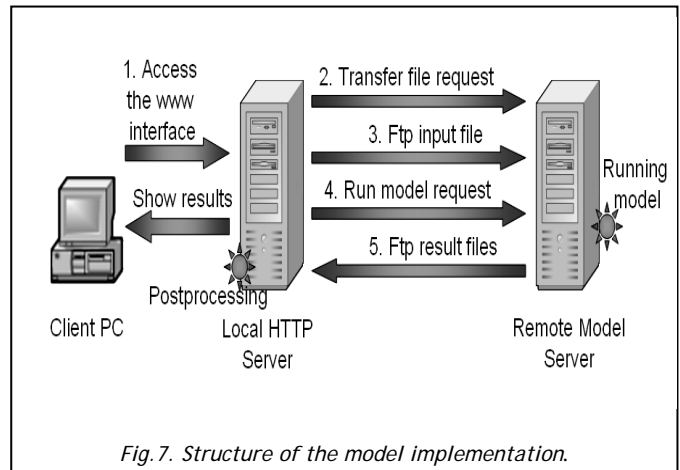 1. Access
the www
interface
2. Transfer file request
3. Ftp input file
4. Run model request
5. Ftp result files
Running
model
Show results
Postprocessing
Client PC
Local HTTP
Server
Remote Model
Server
Fig.7. Structure of the model implementation.